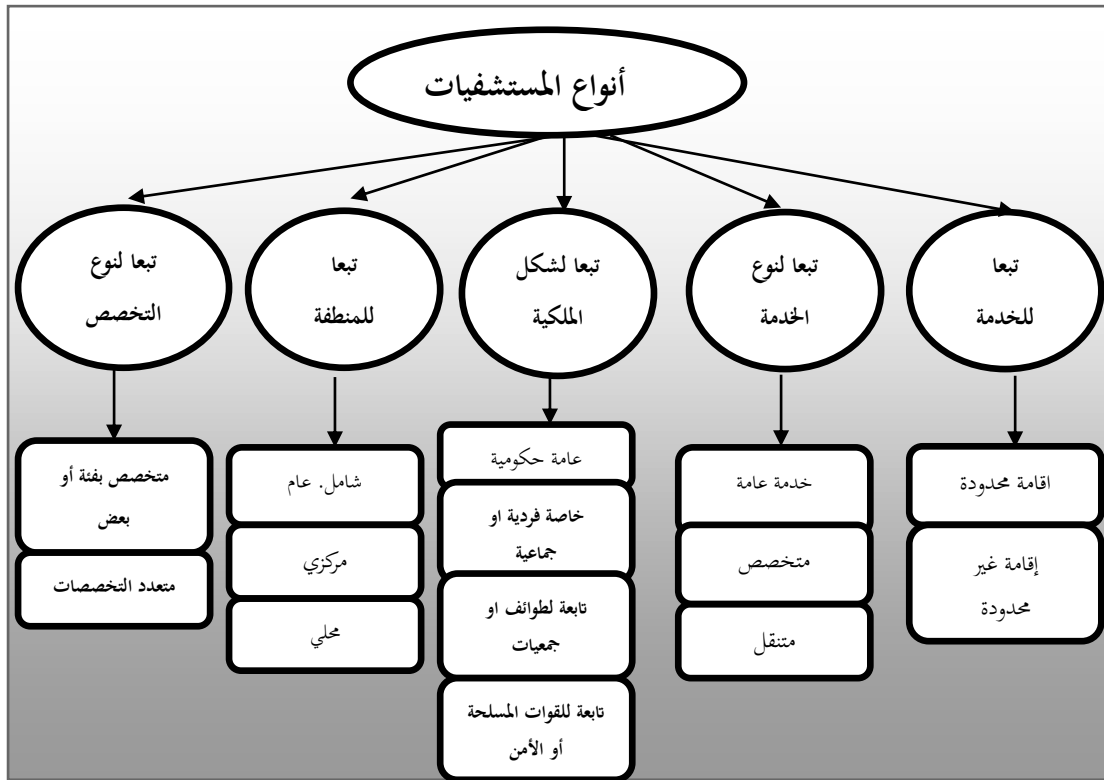 أنواع المستشفيات
تبعا
للخدمة
اقامة محدودة
إقامة غير
محدودة
تبعا لنوع
الخدمة
خدمة عامة
متخصص
متنقل
تبعا لشكل
الملكية
عامة حكومية
خاصة فردية او
جماعية
تابعة لطوائف او
جمعيات
تابعة للقوات المسلحة
أو الأمن
تبعا
للمنطفة
شامل. عام
مركزي
محلي
تبعا لنوع
التخصص
متخصص بفئة أو
بعض
متعدد التخصصات